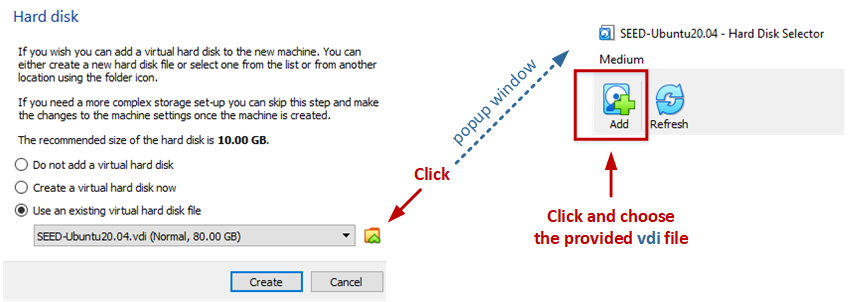 Hard disk
If you wish you can add a virtual hard disk to the new machine. You can
either create a new hard disk file or select one from the list or from another
location using the folder icon.
If you need a more complex storage set-up you can skip this step and make
the changes to the machine settings once the machine is created.
The recommended size of the hard disk is 10.00 GB.
Do not add a virtual hard disk
Create a virtual hard disk now
Use an existing virtual hard disk file
SEED-Ubuntu20.04.vdi (Normal, 80.00 GB)
Create
Cancel
Click
popup window
SEED-Ubuntu20.04 - Hard Disk Selector
Medium
Add
Refresh
Click and choose
the provided vdi file